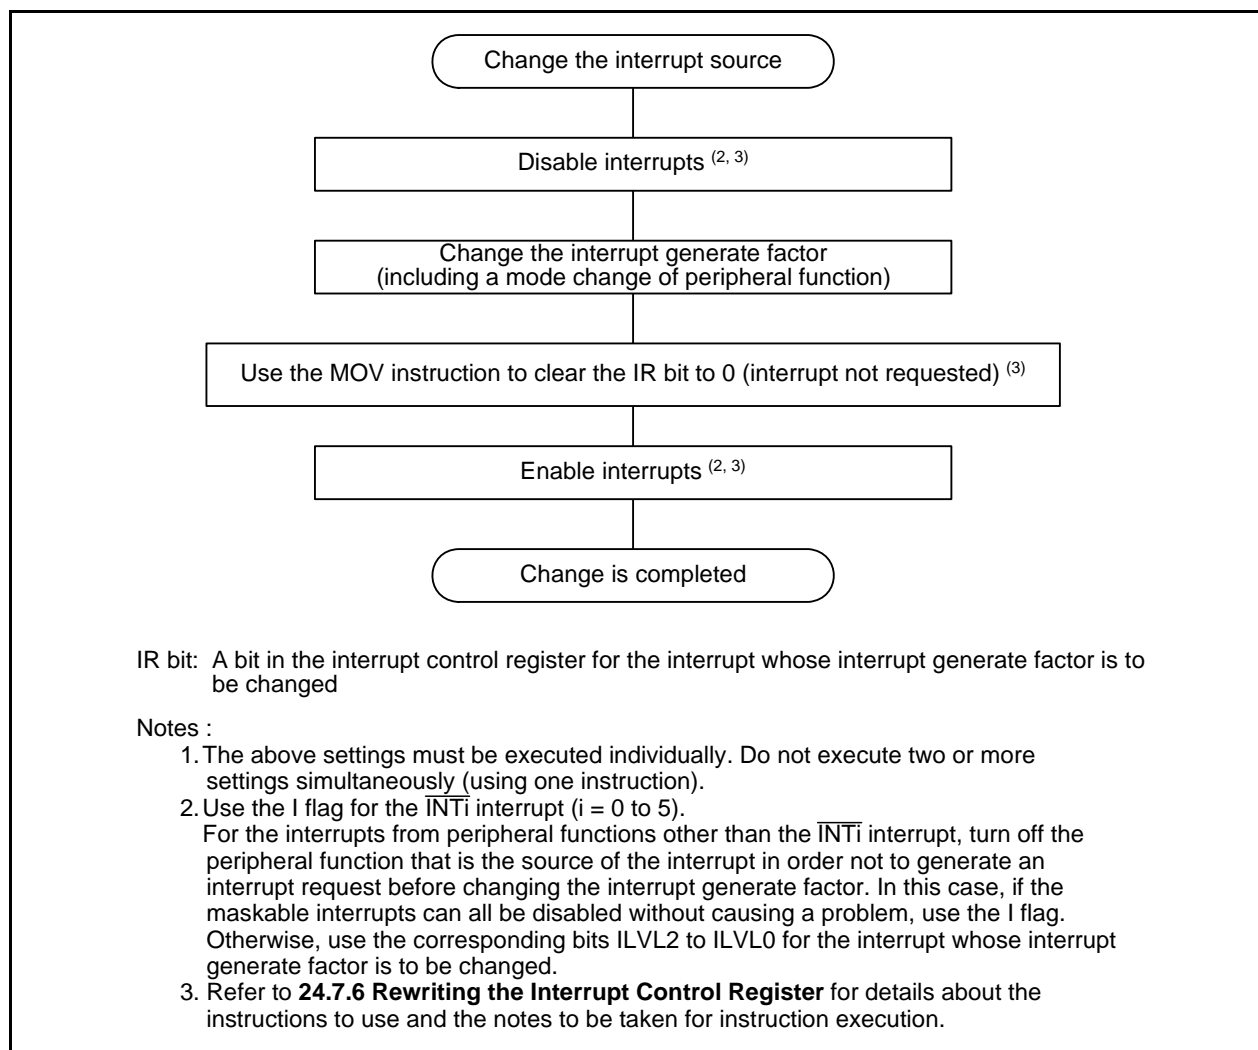 Change the interrupt source
Disable interrupts (2, 3)
Change the interrupt generate factor
(including a mode change of peripheral function)
Use the MOV instruction to clear the IR bit to 0 (interrupt not requested) (3)
Enable interrupts (2, 3)
Change is completed
IR bit: A bit in the interrupt control register for the interrupt whose interrupt generate factor is to
be changed
Notes :
1. The above settings must be executed individually. Do not execute two or more
settings simultaneously (using one instruction).
2. Use the I flag for the I̅N̅T̅i̅ interrupt (i = 0 to 5).
For the interrupts from peripheral functions other than the I̅N̅T̅i̅ interrupt, turn off the
peripheral function that is the source of the interrupt in order not to generate an
interrupt request before changing the interrupt generate factor. In this case, if the
maskable interrupts can all be disabled without causing a problem, use the I flag.
Otherwise, use the corresponding bits ILVL2 to ILVL0 for the interrupt whose interrupt
generate factor is to be changed.
3. Refer to 24.7.6 Rewriting the Interrupt Control Register for details about the
instructions to use and the notes to be taken for instruction execution.